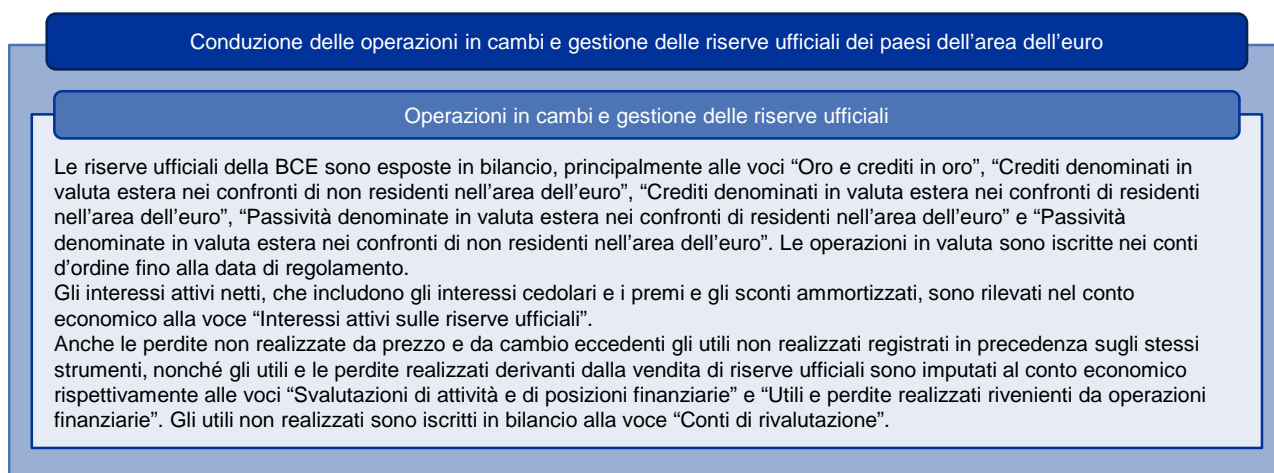 Conduzione delle operazioni in cambi e gestione delle riserve ufficiali dei paesi dell'area dell'euro
Operazioni in cambi e gestione delle riserve ufficiali
Le riserve ufficiali della BCE sono esposte in bilancio, principalmente alle voci “Oro e crediti in oro”, “Crediti denominati in
valuta estera nei confronti di non residenti nell'area dell'euro”, “Crediti denominati in valuta estera nei confronti di residenti
nell'area dell'euro”, “Passività denominate in valuta estera nei confronti di residenti nell'area dell'euro” e “Passività
denominate in valuta estera nei confronti di non residenti nell'area dell'euro”. Le operazioni in valuta sono iscritte nei conti
d'ordine fino alla data di regolamento.
Gli interessi attivi netti, che includono gli interessi cedolari e i premi e gli sconti ammortizzati, sono rilevati nel conto
economico alla voce “Interessi attivi sulle riserve ufficiali”.
Anche le perdite non realizzate da prezzo e da cambio eccedenti gli utili non realizzati registrati in precedenza sugli stessi
strumenti, nonché gli utili e le perdite realizzati derivanti dalla vendita di riserve ufficiali sono imputati al conto economico
rispettivamente alle voci “Svalutazioni di attività e di posizioni finanziarie” e “Utili e perdite realizzati rivenienti da operazioni
finanziarie”. Gli utili non realizzati sono iscritti in bilancio alla voce “Conti di rivalutazione”.